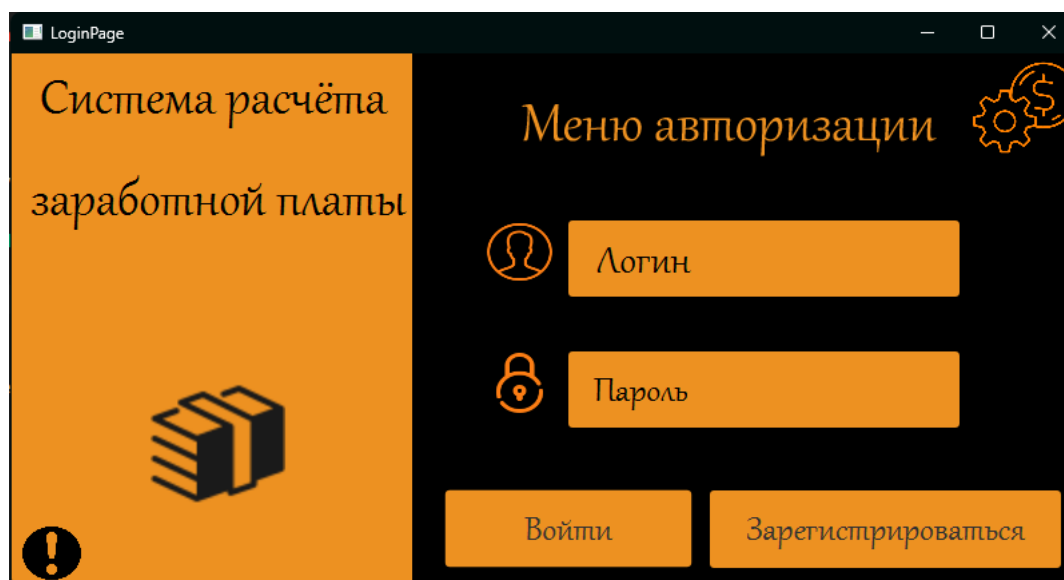 LoginPage
Система расчёта
заработной платы
Меню авторизации
Логин
Пароль
Войти
Зарегистрироваться